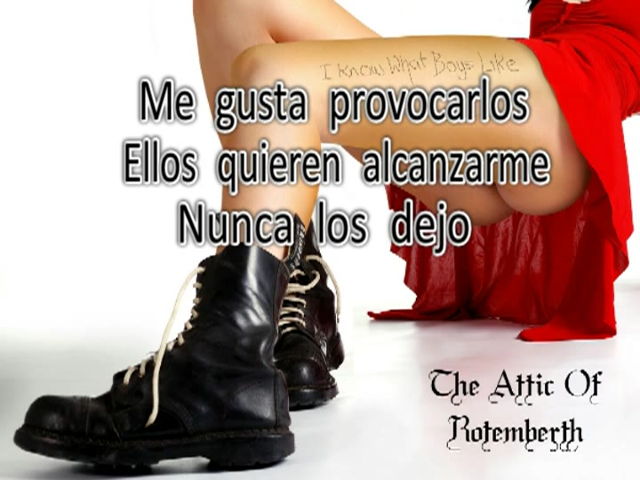 I Know What Boys Like
Me gusta provocarlos
Ellos quieren alcanzarme
Nunca los dejo
The Attic Of
Rotemberth